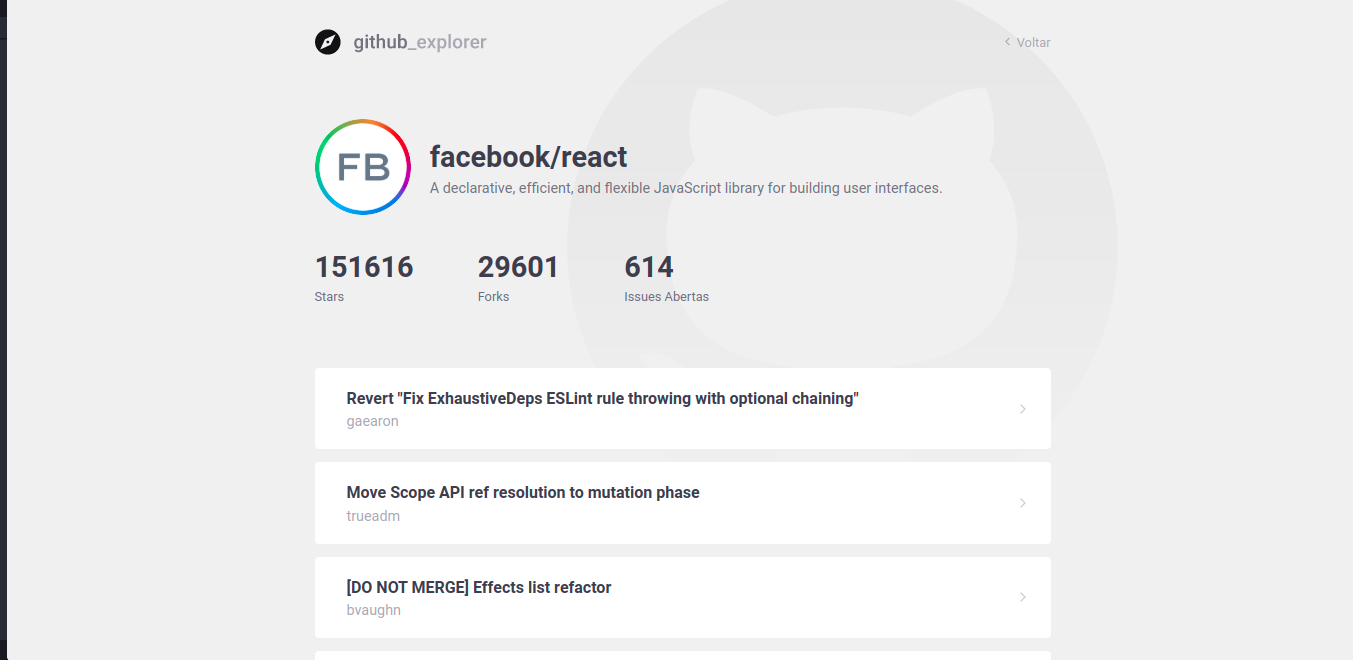 github_explorer
Voltar
FB
facebook/react
A declarative, efficient, and flexible JavaScript library for building user interfaces.
151616 29601 614
Stars Forks Issues Abertas
Revert "Fix ExhaustiveDeps ESLint rule throwing with optional chaining"
gaearon
Move Scope API ref resolution to mutation phase
trueadm
[DO NOT MERGE] Effects list refactor
bvaughn